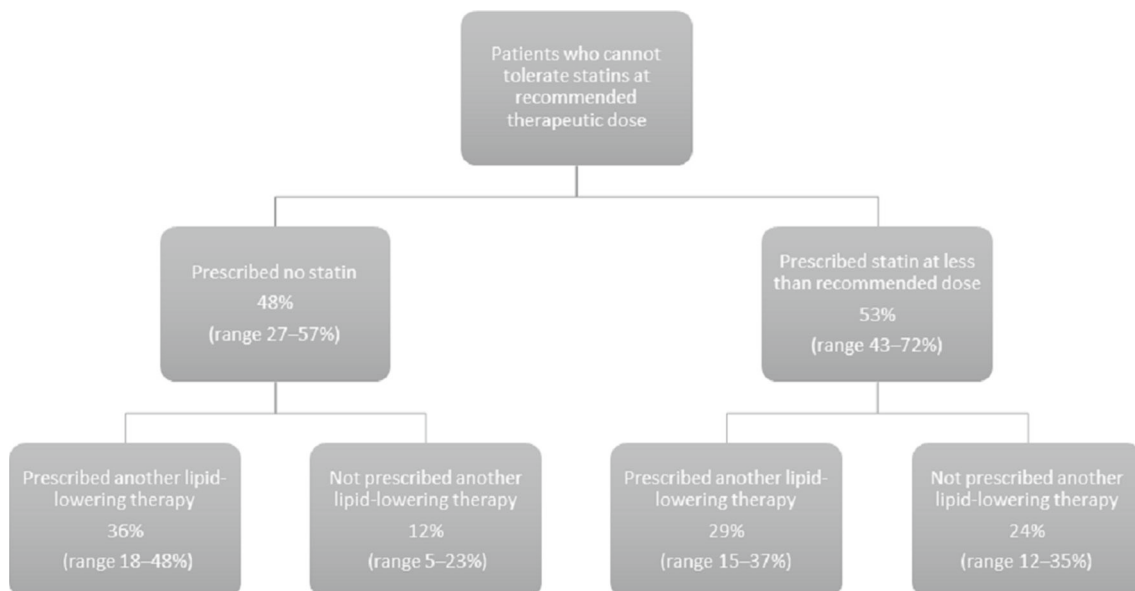 Patients who cannot
tolerate statins at
recommended
therapeutic dose
Prescribed no statin
48%
(range 27–57%)
Prescribed statin at less
than recommended dose
53%
(range 43–72%)
Prescribed another lipid-
lowering therapy
36%
(range 18–48%)
Not prescribed another
lipid-lowering therapy
12%
(range 5–23%)
Prescribed another lipid-
lowering therapy
29%
(range 15–37%)
Not prescribed another
lipid-lowering therapy
24%
(range 12–35%)